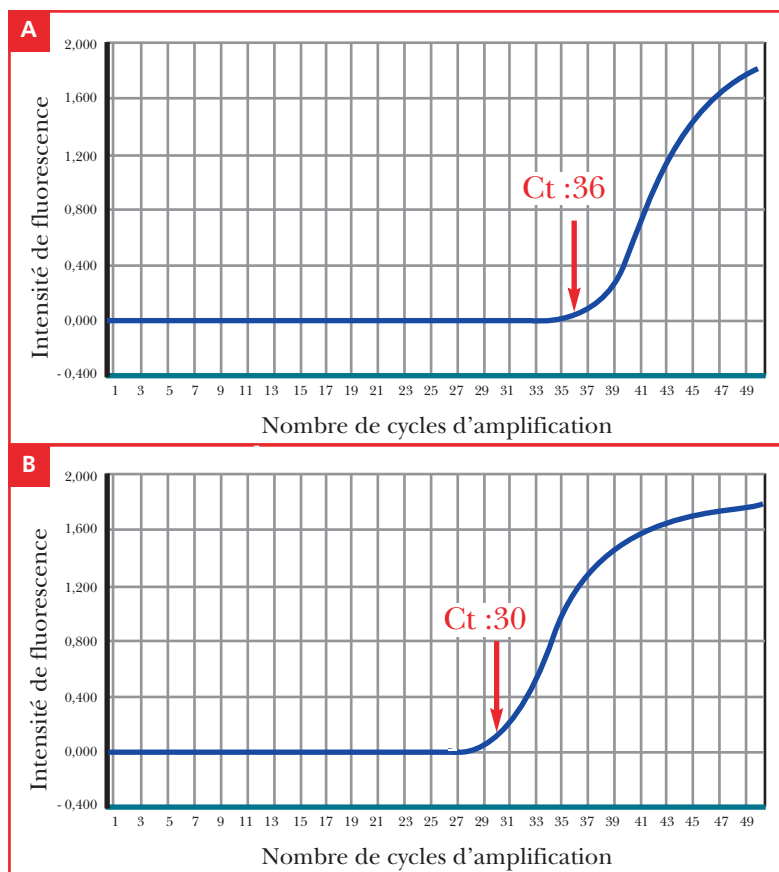 A
2,000
1,600
1,200
0,800
0,400
0,000
- 0,400
Intensité de fluorescence
Ct :36
1 3 5 7 9 11 13 15 17 19 21 23 25 27 29 31 33 35 37 39 41 43 45 47 49
Nombre de cycles d’amplification
B
2,000
1,600
1,200
0,800
0,400
0,000
- 0,400
Intensité de fluorescence
Ct :30
1 3 5 7 9 11 13 15 17 19 21 23 25 27 29 31 33 35 37 39 41 43 45 47 49
Nombre de cycles d’amplification